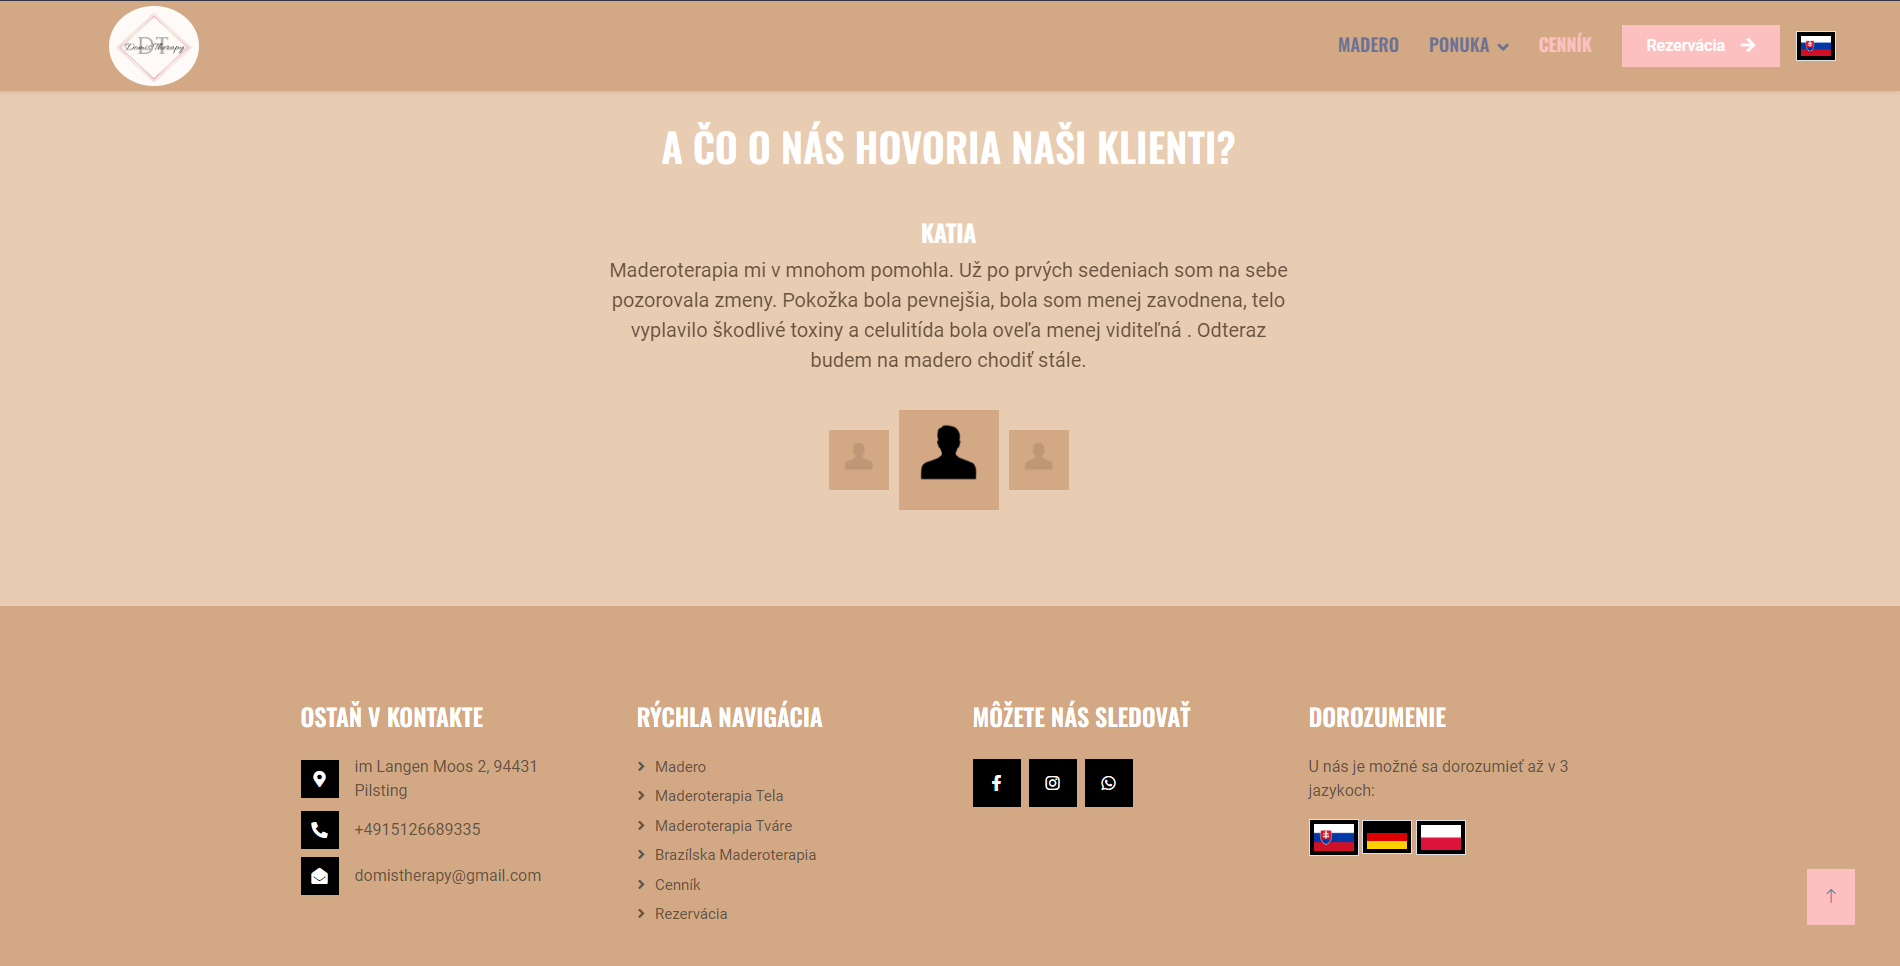 DT
DomisTherapy
MADERO
PONUKA
CENNÍK
Rezervácia
A ČO O NÁS HOVORIA NAŠI KLIENTI?
KATIA
Maderoterapia mi v mnohom pomohla. Už po prvých sedeniach som na sebe
pozorovala zmeny. Pokožka bola pevnejšia, bola som menej zavodnena, telo
vyplavilo škodlivé toxiny a celulitída bola oveľa menej viditeľná . Odteraz
budem na madero chodiť stále.
OSTAŇ V KONTAKTE
im Langen Moos 2, 94431
Pilsting
+4915126689335
domistherapy@gmail.com
RÝCHLA NAVIGÁCIA
Madero
Maderoterapia Tela
Maderoterapia Tváre
Brazílska Maderoterapia
Cenník
Rezervácia
MÔŽETE NÁS SLEDOVAŤ
DOROZUMENIE
U nás je možné sa dorozumieť až v 3
jazykoch: